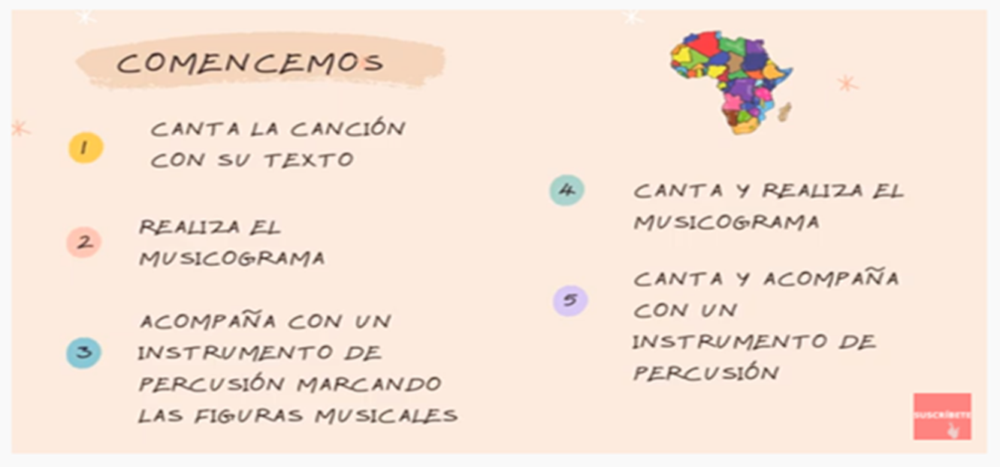 COMENCEMOS
1
CANTA LA CANCIÓN
CON SU TEXTO
2
REALIZA EL
MUSICOGRAMA
3
ACOMPAÑA CON UN
INSTRUMENTO DE
PERCUSIÓN MARCANDO
LAS FIGURAS MUSICALES
4
CANTA Y REALIZA EL
MUSICOGRAMA
5
CANTA Y ACOMPAÑA
CON UN
INSTRUMENTO DE
PERCUSIÓN
SUSCRÍBETE